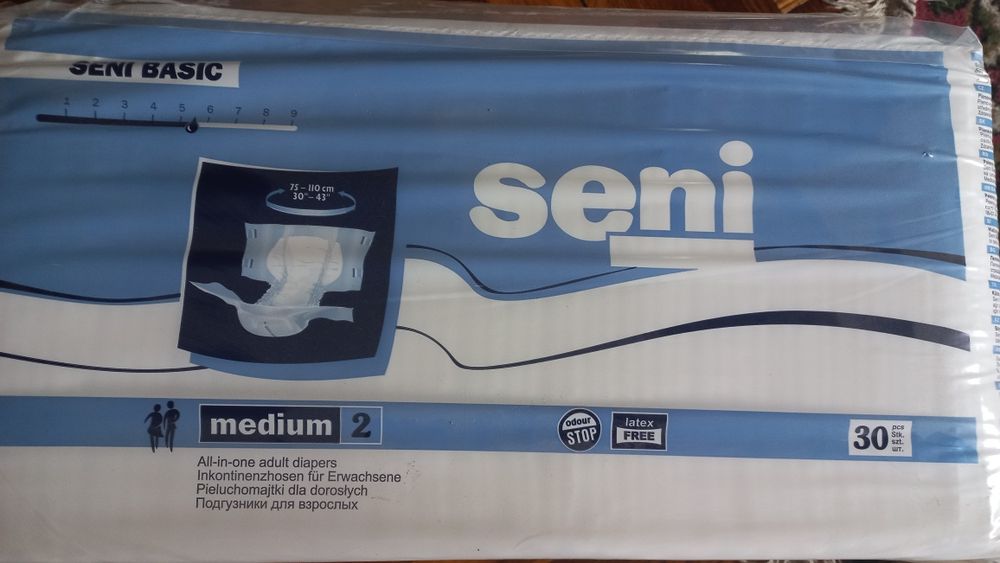 SENI BASIC
1 2 3 4 5 6 7 8 9
75 – 110 cm
30" – 43"
seni
medium 2
odour
STOP
latex
FREE
30 pcs
Stk.
szt.
шт.
All-in-one adult diapers
Inkontinenzhosen für Erwachsene
Pieluchomajtki dla dorosłych
Подгузники для взрослых